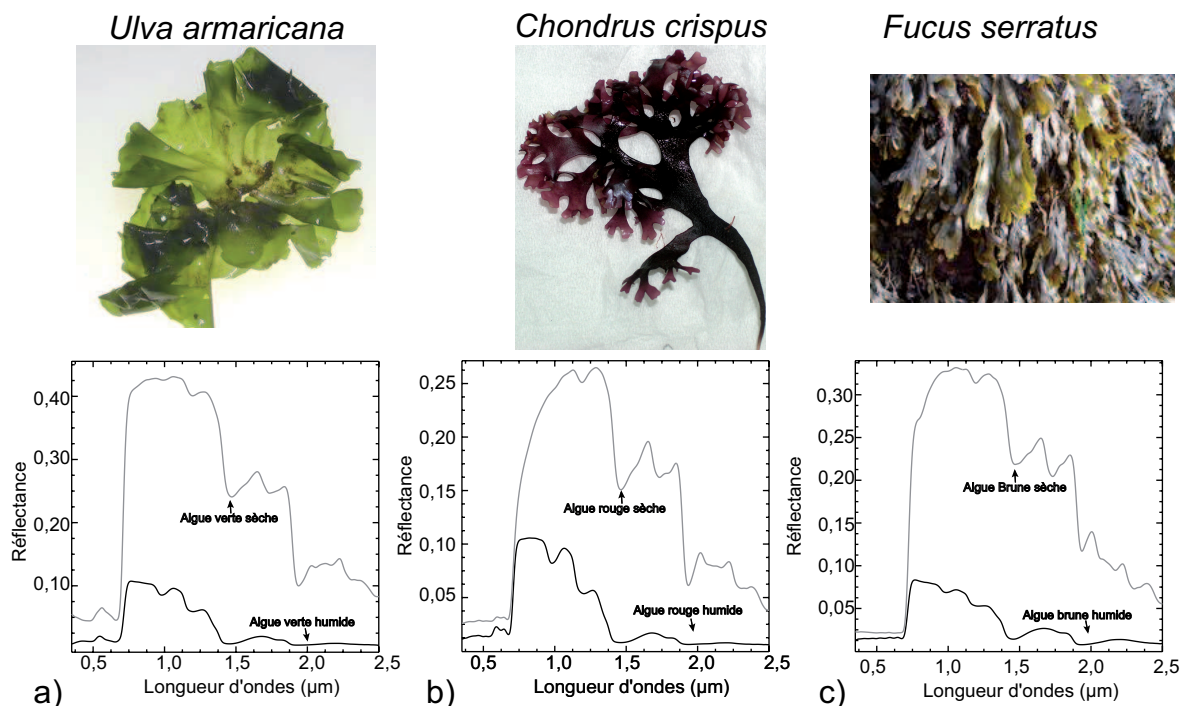 Ulva armaricana
Chondrus crispus
Fucus serratus
Réflectance
0,40
0,30
0,20
0,10
Algue verte sèche
Algue verte humide
0,5 1,0 1,5 2,0 2,5
Longueur d'ondes (µm)
a)
Réflectance
0,25
0,20
0,15
0,10
0,05
Algue rouge sèche
Algue rouge humide
0,5 1,0 1,5 2,0 2,5
Longueur d'ondes (µm)
b)
Réflectance
0,30
0,25
0,20
0,15
0,10
0,05
Algue Brune sèche
Algue brune humide
0,5 1,0 1,5 2,0 2,5
Longueur d'ondes (µm)
c)